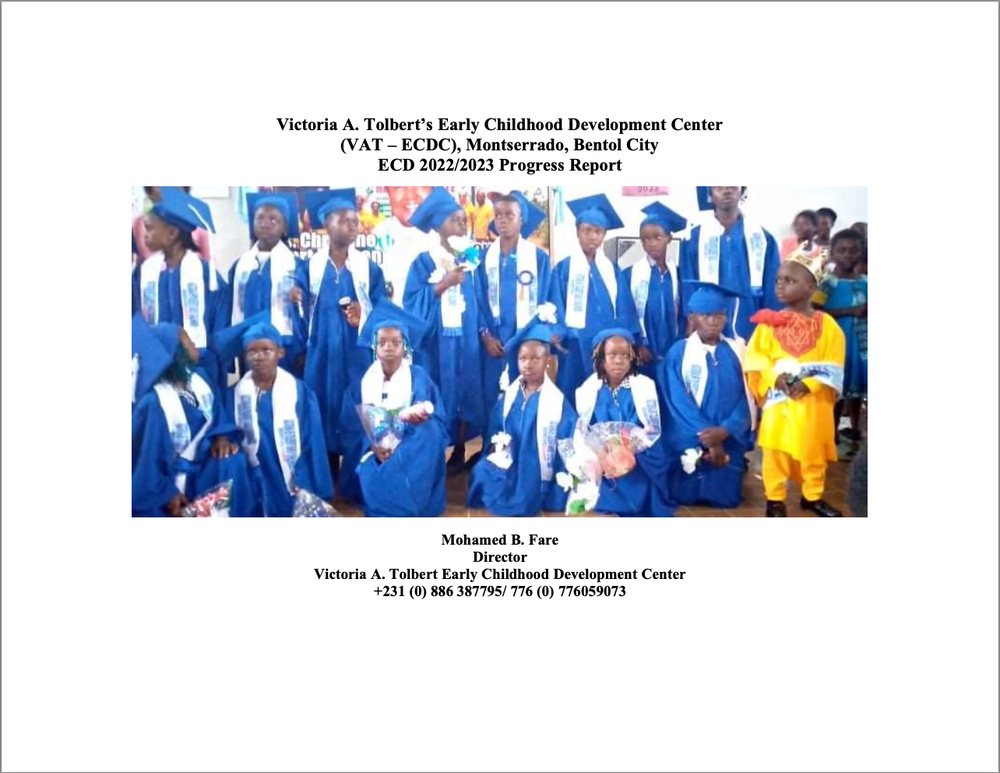 Victoria A. Tolbert’s Early Childhood Development Center
(VAT – ECDC), Montserrado, Bentol City
ECD 2022/2023 Progress Report
Mohamed B. Fare
Director
Victoria A. Tolbert Early Childhood Development Center
+231 (0) 886 387795/ 776 (0) 776059073